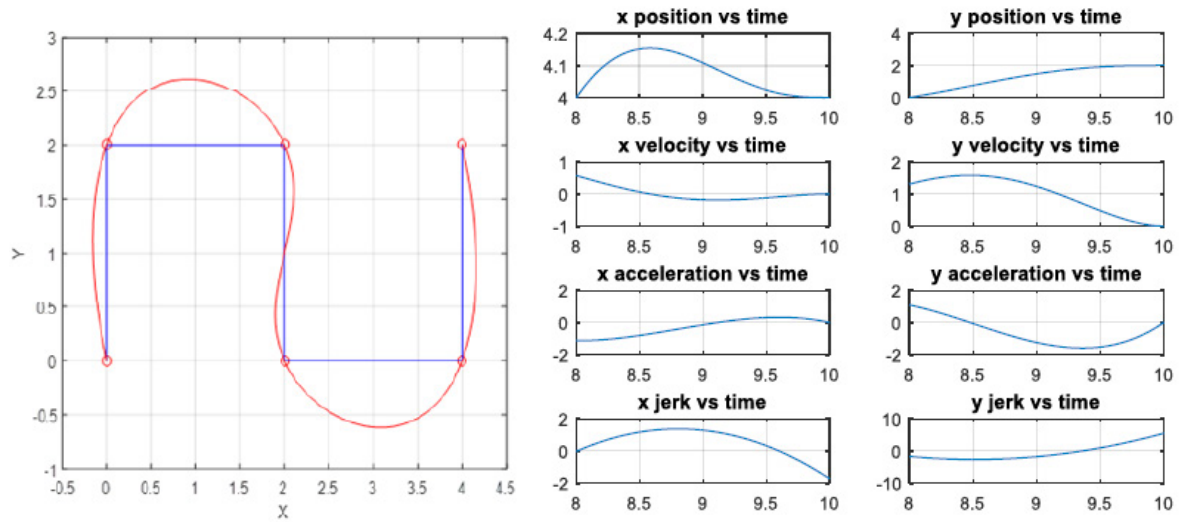 3
2.5
2
1.5
1
0.5
0
-0.5
-1
Y
-0.5 0 0.5 1 1.5 2 2.5 3 3.5 4 4.5
X
x position vs time
4.2
4.1
4
8 8.5 9 9.5 10
y position vs time
4
2
0
8 8.5 9 9.5 10
x velocity vs time
1
0
-1
8 8.5 9 9.5 10
y velocity vs time
2
1
0
8 8.5 9 9.5 10
x acceleration vs time
2
0
-2
8 8.5 9 9.5 10
y acceleration vs time
2
0
-2
8 8.5 9 9.5 10
x jerk vs time
2
0
-2
8 8.5 9 9.5 10
y jerk vs time
10
0
-10
8 8.5 9 9.5 10